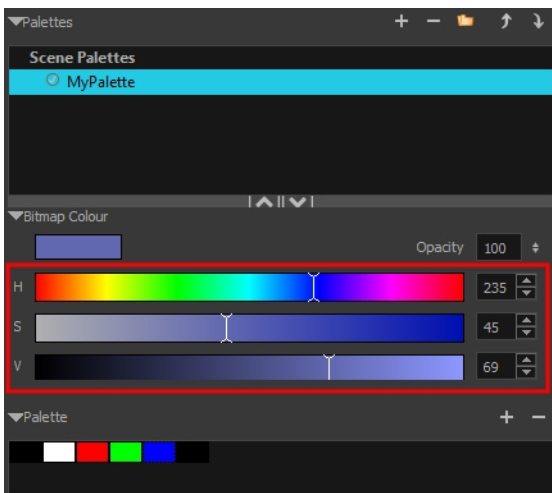 Palettes
Scene Palettes
MyPalette
Bitmap Colour
Opacity 100
H 235
S 45
V 69
Palette